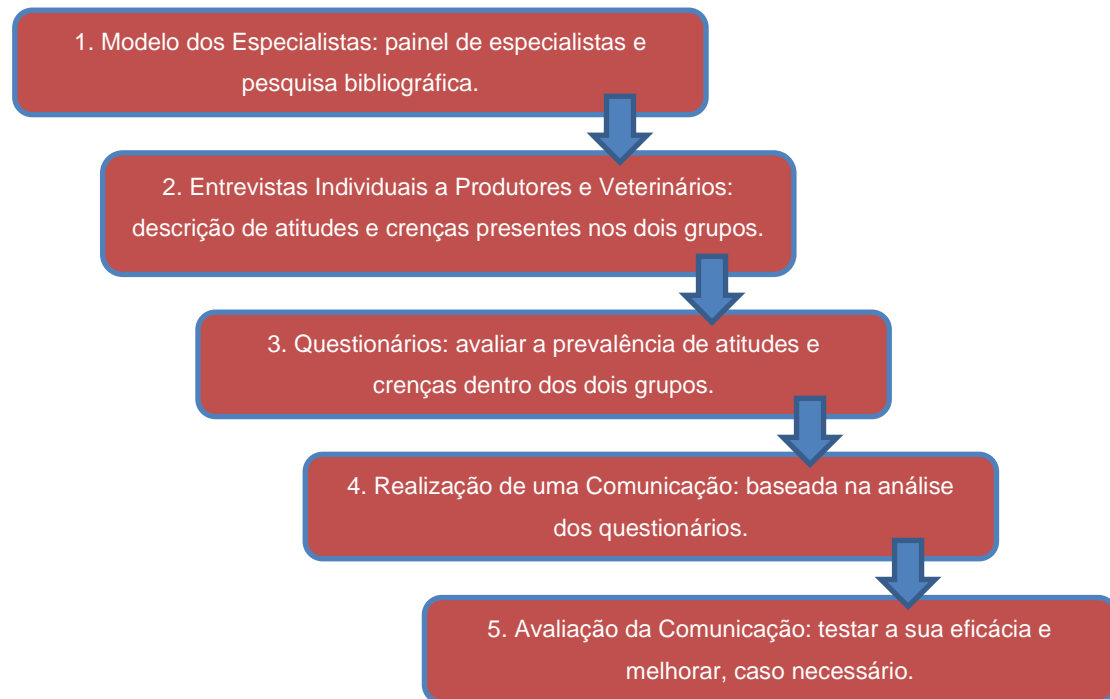 1. Modelo dos Especialistas: painel de especialistas e
pesquisa bibliográfica.
2. Entrevistas Individuais a Produtores e Veterinários:
descrição de atitudes e crenças presentes nos dois grupos.
3. Questionários: avaliar a prevalência de atitudes e
crenças dentro dos dois grupos.
4. Realização de uma Comunicação: baseada na análise
dos questionários.
5. Avaliação da Comunicação: testar a sua eficácia e
melhorar, caso necessário.